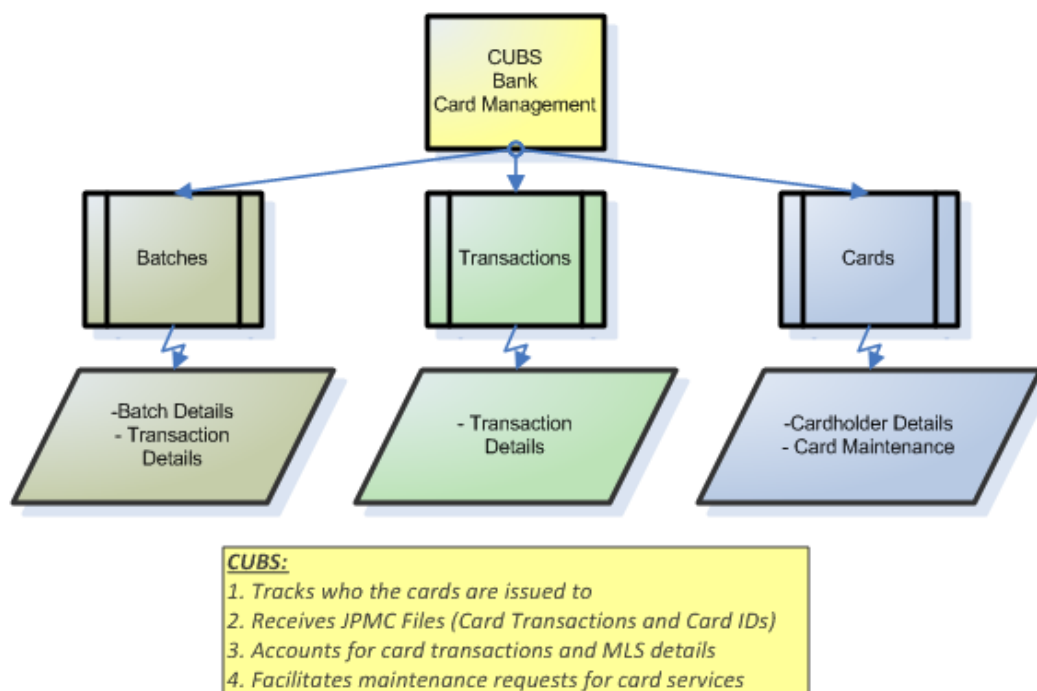 CUBS
Bank
Card Management
Batches
Transactions
Cards
-Batch Details
- Transaction
Details
- Transaction
Details
-Cardholder Details
- Card Maintenance
CUBS:
1. Tracks who the cards are issued to
2. Receives JPMC Files (Card Transactions and Card IDs)
3. Accounts for card transactions and MLS details
4. Facilitates maintenance requests for card services